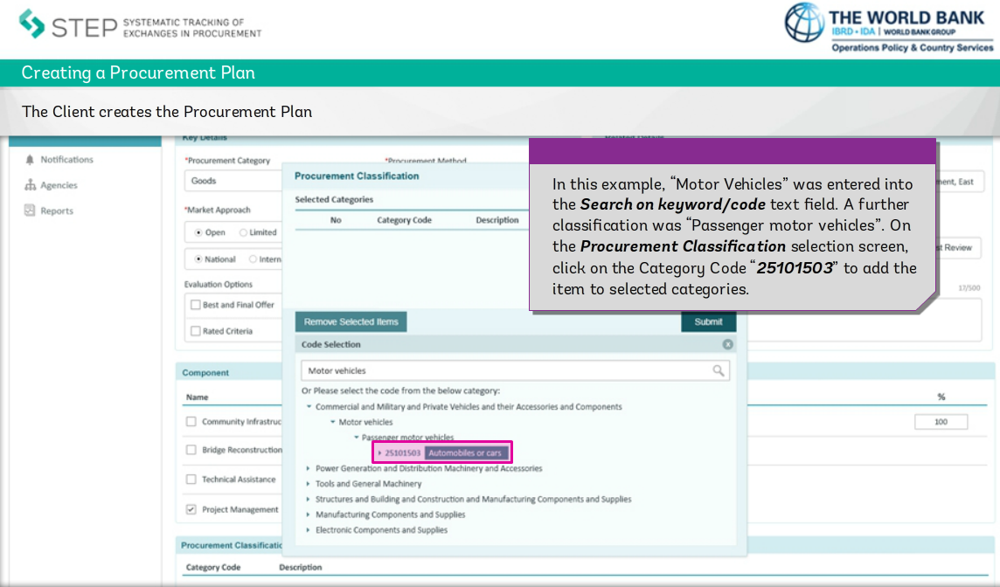 STEP SYSTEMATIC TRACKING OF
EXCHANGES IN PROCUREMENT
THE WORLD BANK
IBRD • IDA | WORLD BANK GROUP
Operations Policy & Country Services
Creating a Procurement Plan
The Client creates the Procurement Plan
Key Details
Notifications
Agencies
Reports
*Procurement Category
*Procurement Method
Goods
*Market Approach
Open Limited
National Intern
Evaluation Options
Best and Final Offer
Rated Criteria
Procurement Classification
Selected Categories
No Category Code Description
In this example, “Motor Vehicles” was entered into
the Search on keyword/code text field. A further
classification was “Passenger motor vehicles”. On
the Procurement Classification selection screen,
click on the Category Code “25101503” to add the
item to selected categories.
ment, East
st Review
17/500
Remove Selected Items Submit
Code Selection
Motor vehicles
Or Please select the code from the below category:
Commercial and Military and Private Vehicles and their Accessories and Components
Motor vehicles
Passenger motor vehicles
25101503 Automobiles or cars
Power Generation and Distribution Machinery and Accessories
Tools and General Machinery
Structures and Building and Construction and Manufacturing Components and Supplies
Manufacturing Components and Supplies
Electronic Components and Supplies
Component
Name %
Community Infrastruc 100
Bridge Reconstruction
Technical Assistance
Project Management
Procurement Classificatio
Category Code Description